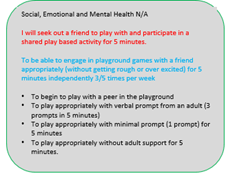 Social, Emotional and Mental Health N/A
I will seek out a friend to play with and participate in a
shared play based activity for 5 minutes.
To be able to engage in playground games with a friend
appropriately (without getting rough or over excited) for 5
minutes independently 3/5 times per week
• To begin to play with a peer in the playground
• To play appropriately with verbal prompt from an adult (3
prompts in 5 minutes)
• To play appropriately with minimal prompt (1 prompt) for
5 minutes
• To play appropriately without adult support for 5
minutes.